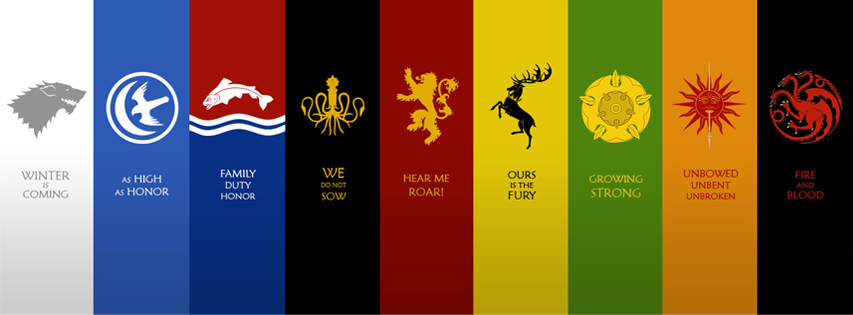 WINTER
IS
COMING
AS HIGH
AS HONOR
FAMILY
DUTY
HONOR
WE
DO NOT
SOW
HEAR ME
ROAR!
OURS
IS THE
FURY
GROWING
STRONG
UNBOWED
UNBENT
UNBROKEN
FIRE
AND
BLOOD